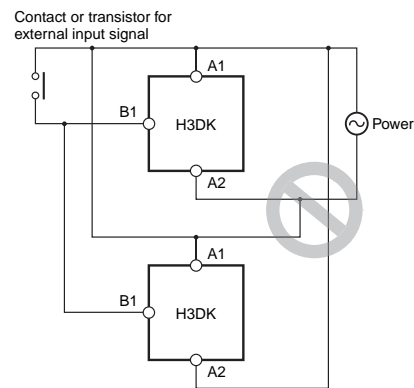 Contact or transistor for
external input signal
A1
B1
H3DK
Power
A2
A1
B1
H3DK
A2